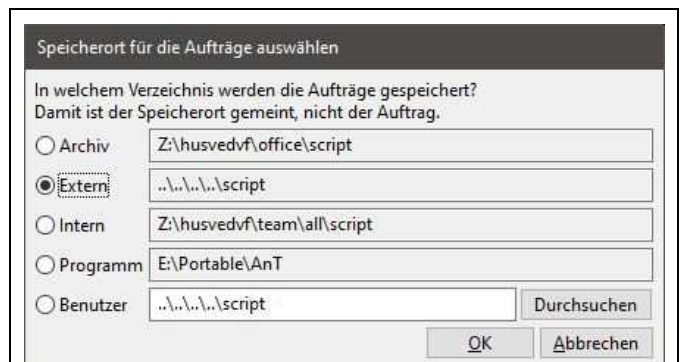 Speicherort für die Aufträge auswählen
In welchem Verzeichnis werden die Aufträge gespeichert?
Damit ist der Speicherort gemeint, nicht der Auftrag.
Archiv Z:\husvedvf\office\script
Extern ..\..\..\..\script
Intern Z:\husvedvf\team\all\script
Programm E:\Portable\AnT
Benutzer ..\..\..\..\script Durchsuchen
OK Abbrechen